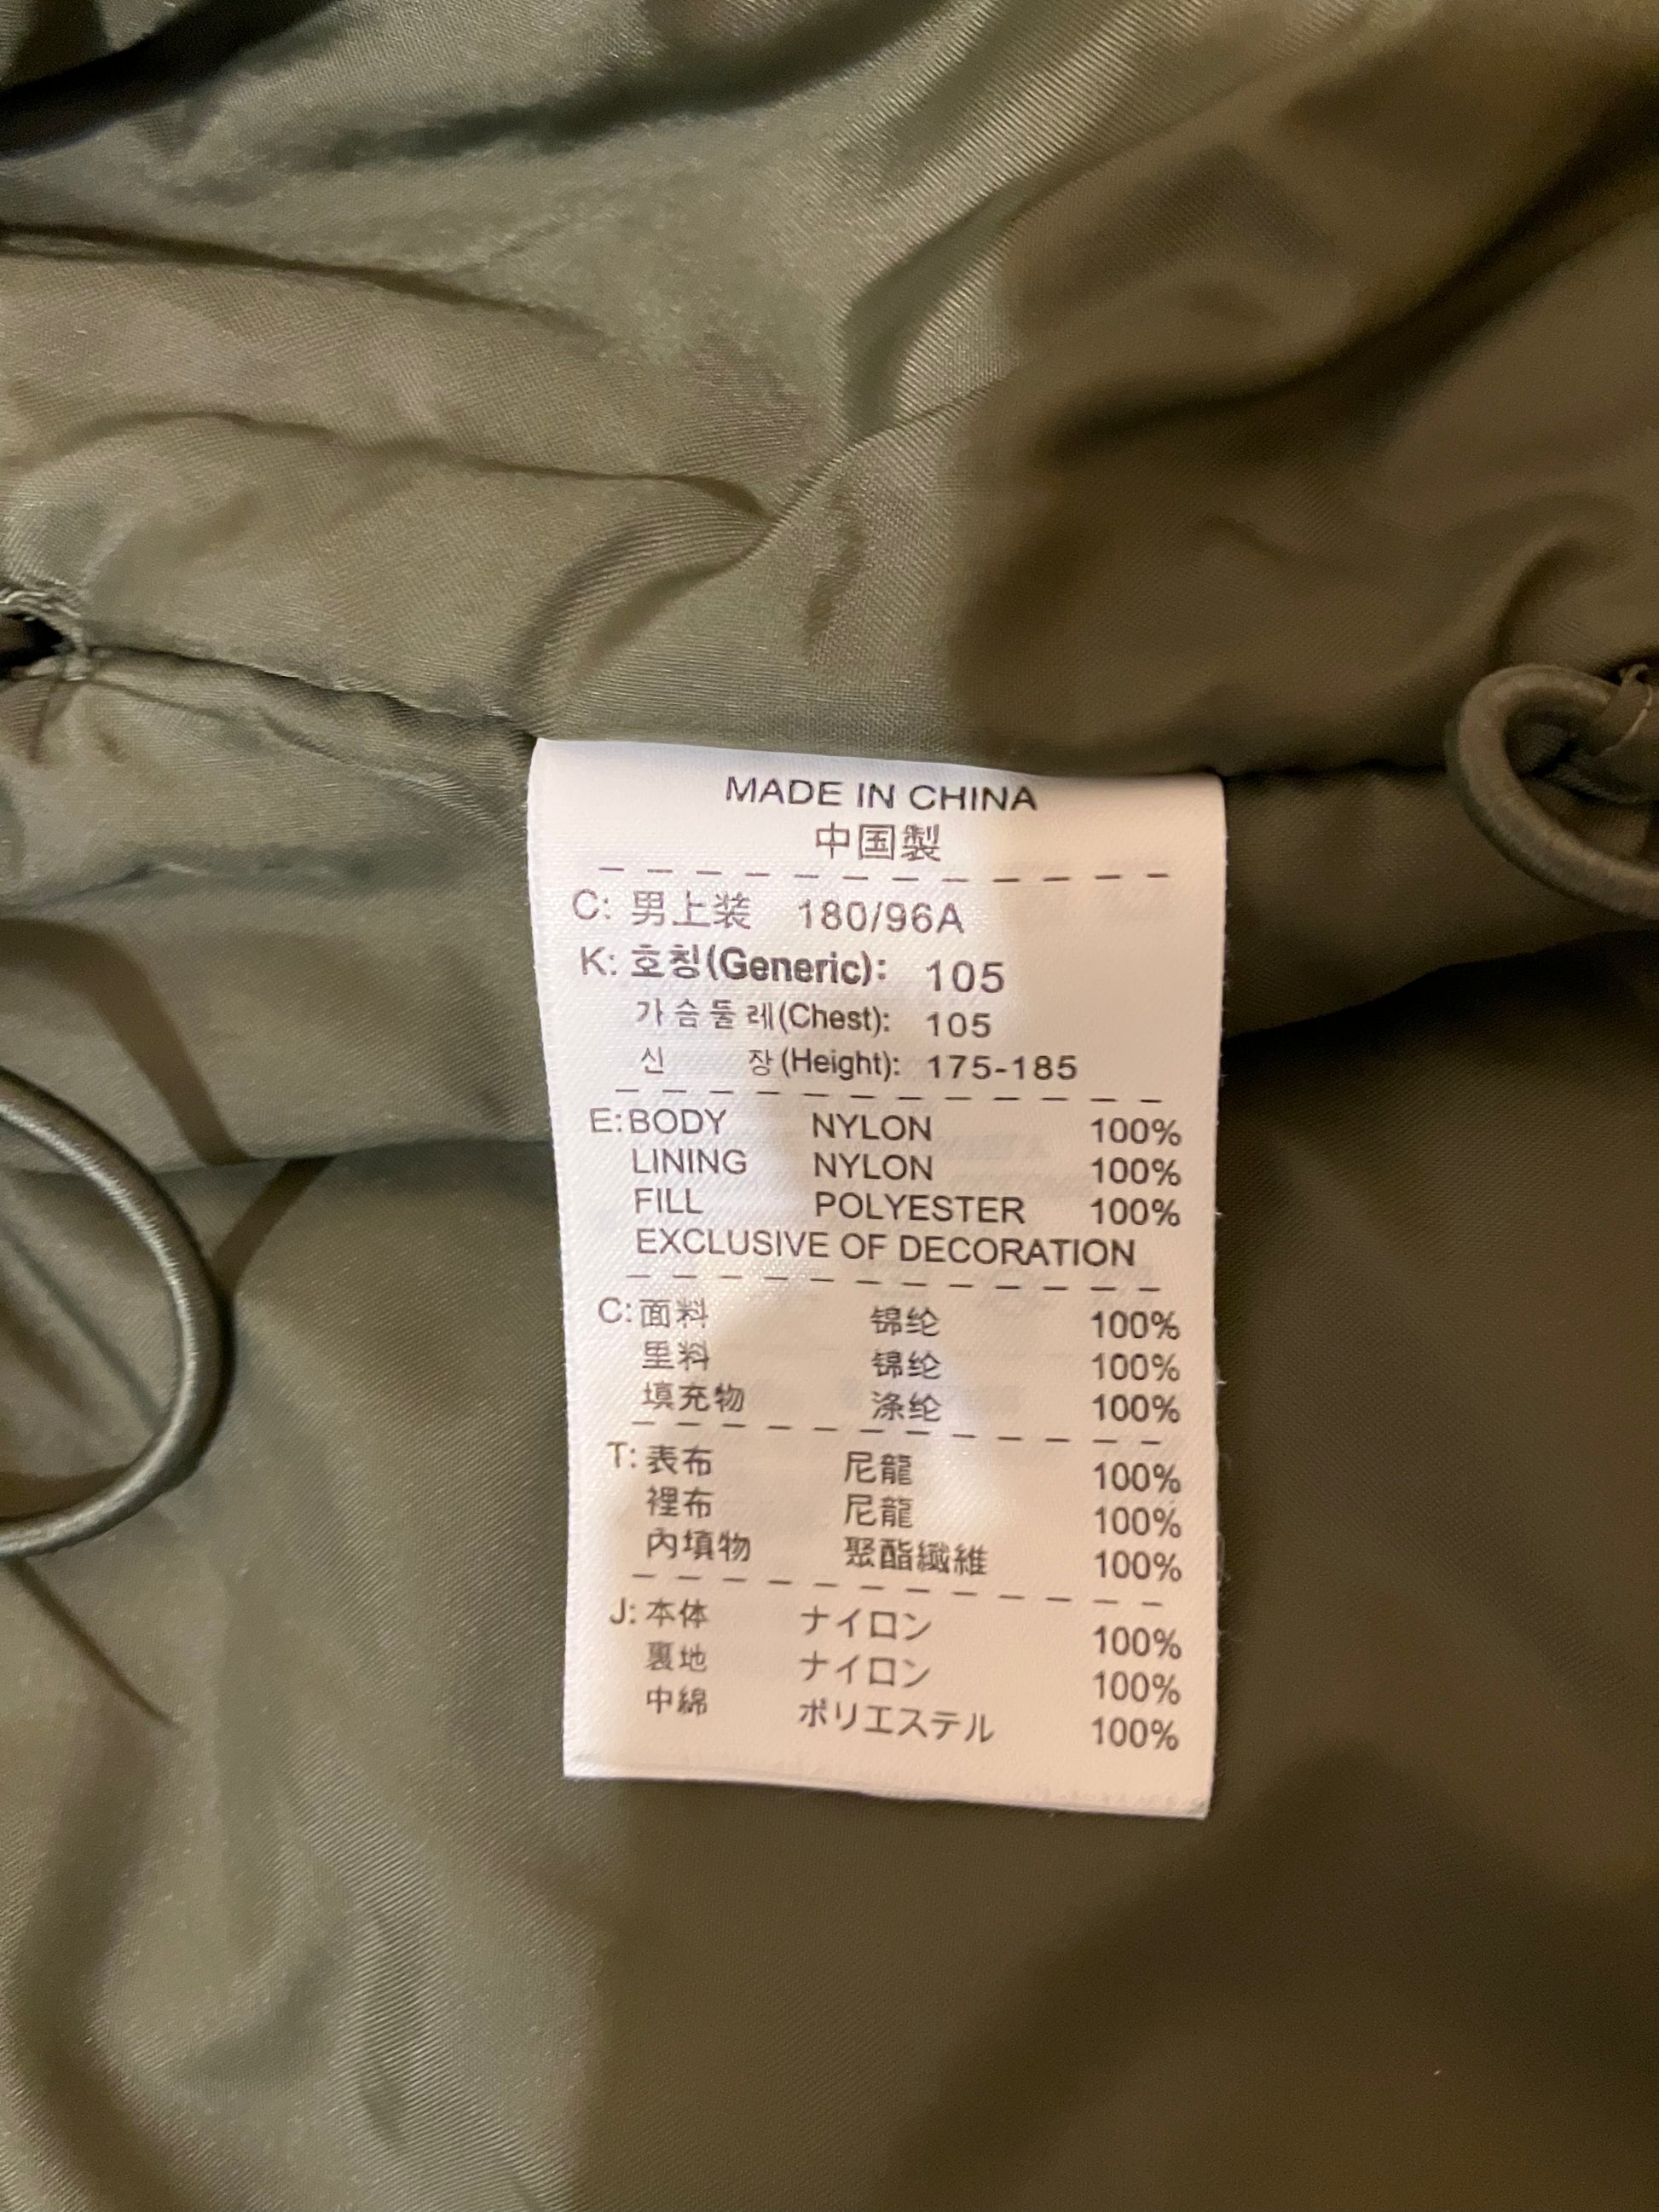 MADE IN CHINA
中国製
C: 男上装 180/96A
K: 호칭(Generic): 105
가슴둘레(Chest): 105
신 장(Height): 175-185
E: BODY NYLON 100%
LINING NYLON 100%
FILL POLYESTER 100%
EXCLUSIVE OF DECORATION
C: 面料 锦纶 100%
里料 锦纶 100%
填充物 涤纶 100%
T: 表布 尼龍 100%
裡布 尼龍 100%
內填物 聚酯纖維 100%
J: 本体 ナイロン 100%
裏地 ナイロン 100%
中綿 ポリエステル 100%